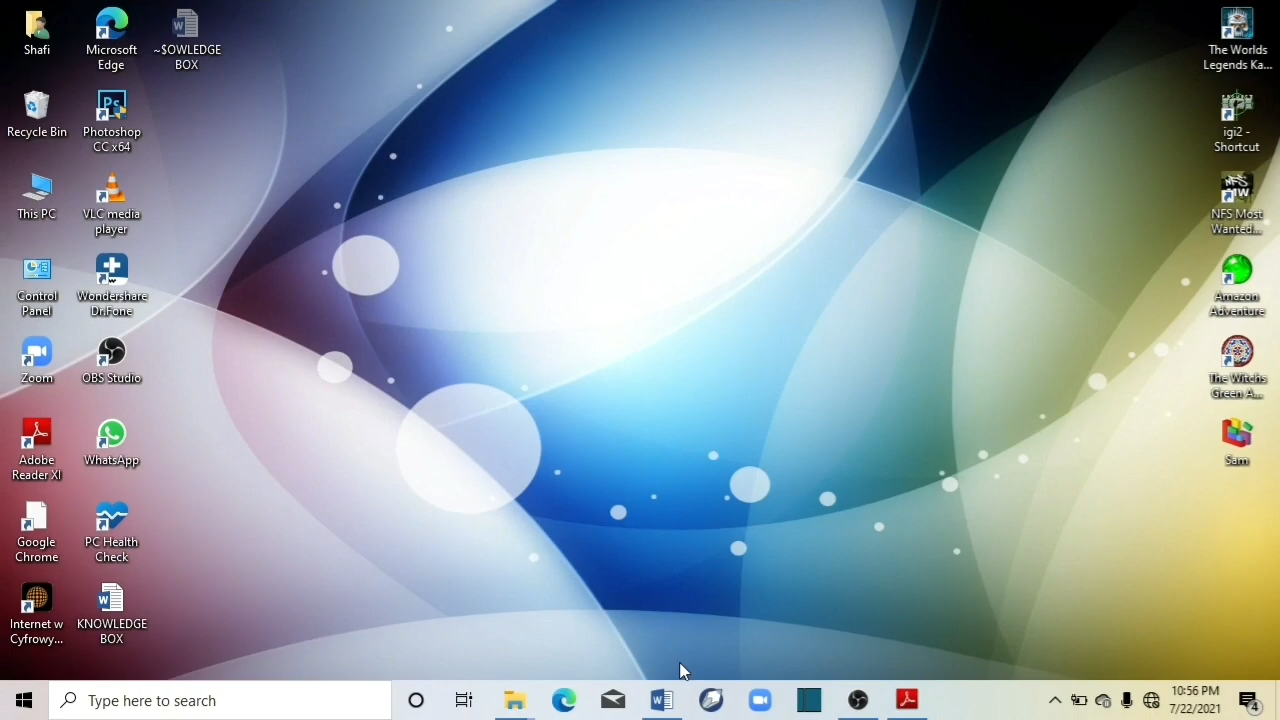 Shafi
Microsoft
Edge
~$OWLEDGE
BOX
Recycle Bin
Photoshop
CC x64
This PC
VLC media
player
Control
Panel
Wondershare
Dr.Fone
Zoom
OBS Studio
Adobe
Reader XI
WhatsApp
Google
Chrome
PC Health
Check
Internet w
Cyfrowy...
KNOWLEDGE
BOX
The Worlds
Legends Ka...
igi2 -
Shortcut
NFS Most
Wanted...
Amazon
Adventure
The Witchs
Green A...
Sam
Type here to search
10:56 PM
7/22/2021
4